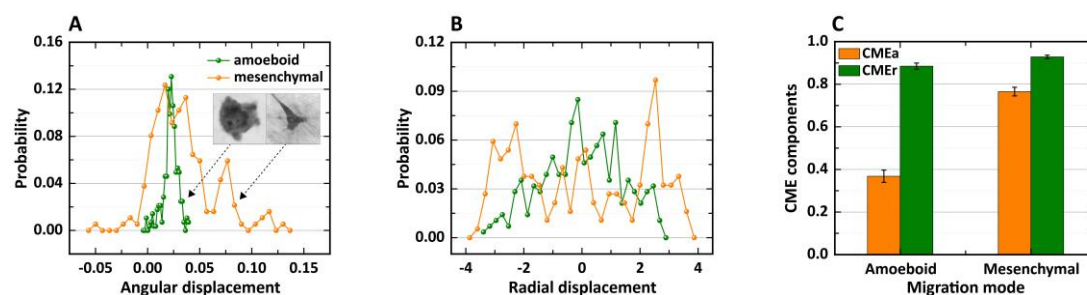 A
0.16
0.12
0.08
0.04
0.00
Probability
-0.05
0.00
0.05
0.10
0.15
Angular displacement
amoeboid
mesenchymal
B
0.12
0.09
0.06
0.03
0.00
Probability
-4
-2
0
2
4
Radial displacement
C
1.0
0.8
0.6
0.4
0.2
0.0
CME components
CMEa
CMEr
Amoeboid
Mesenchymal
Migration mode